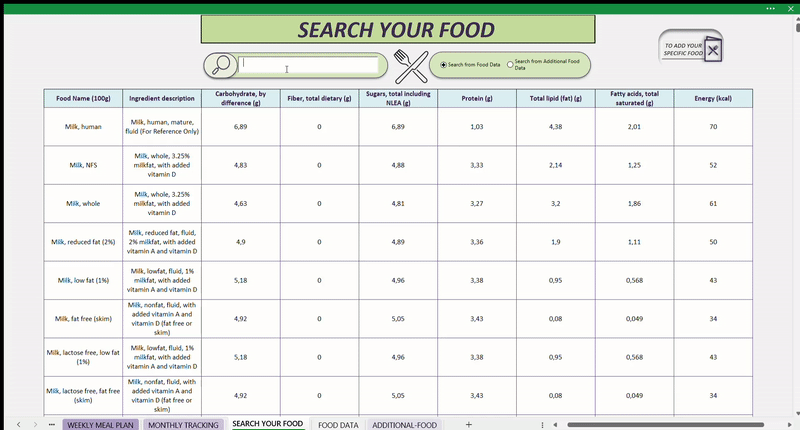 SEARCH YOUR FOOD
TO ADD YOUR
SPECIFIC FOOD
Search from Food Data
Search from Additional Food
Data
Food Name (100g)
Ingredient description
Carbohydrate, by
difference (g)
Fiber, total dietary (g)
Sugars, total including
NLEA (g)
Protein (g)
Total lipid (fat) (g)
Fatty acids, total
saturated (g)
Energy (kcal)
Milk, human
Milk, human, mature,
fluid (For Reference Only)
6,89
0
6,89
1,03
4,38
2,01
70
Milk, NFS
Milk, whole, 3.25%
milkfat, with added
vitamin D
4,83
0
4,88
3,33
2,14
1,25
52
Milk, whole
Milk, whole, 3.25%
milkfat, with added
vitamin D
4,63
0
4,81
3,27
3,2
1,86
61
Milk, reduced fat (2%)
Milk, reduced fat, fluid,
2% milkfat, with added
vitamin A and vitamin D
4,9
0
4,89
3,36
1,9
1,11
50
Milk, low fat (1%)
Milk, lowfat, fluid, 1%
milkfat, with added
vitamin A and vitamin D
5,18
0
4,96
3,38
0,95
0,568
43
Milk, fat free (skim)
Milk, nonfat, fluid, with
added vitamin A and
vitamin D (fat free or
skim)
4,92
0
5,05
3,43
0,08
0,049
34
Milk, lactose free, low fat
(1%)
Milk, lowfat, fluid, 1%
milkfat, with added
vitamin A and vitamin D
5,18
0
4,96
3,38
0,95
0,568
43
Milk, lactose free, fat free
(skim)
Milk, nonfat, fluid, with
added vitamin A and
vitamin D (fat free or
skim)
4,92
0
5,05
3,43
0,08
0,049
34
WEEKLY MEAL PLAN
MONTHLY TRACKING
SEARCH YOUR FOOD
FOOD DATA
ADDITIONAL-FOOD